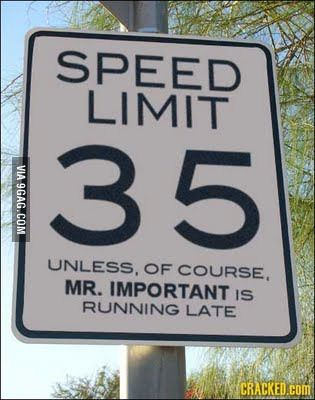 SPEED
LIMIT
35
UNLESS, OF COURSE,
MR. IMPORTANT IS
RUNNING LATE
VIA 9GAG.COM
CRACKED.com